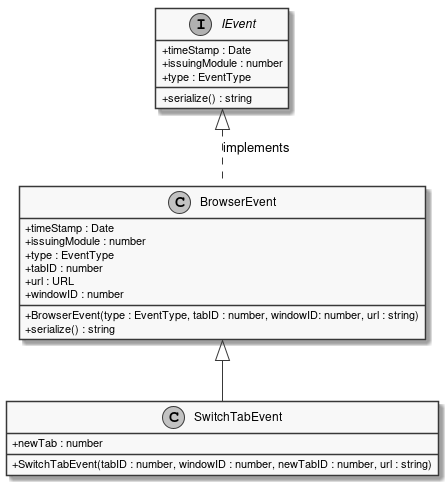 I IEvent
+timeStamp : Date
+issuingModule : number
+type : EventType
+serialize() : string
implements
C BrowserEvent
+timeStamp : Date
+issuingModule : number
+type : EventType
+tabID : number
+url : URL
+windowID : number
+BrowserEvent(type : EventType, tabID : number, windowID: number, url : string)
+serialize() : string
C SwitchTabEvent
+newTab : number
+SwitchTabEvent(tabID : number, windowID : number, newTabID : number, url : string)